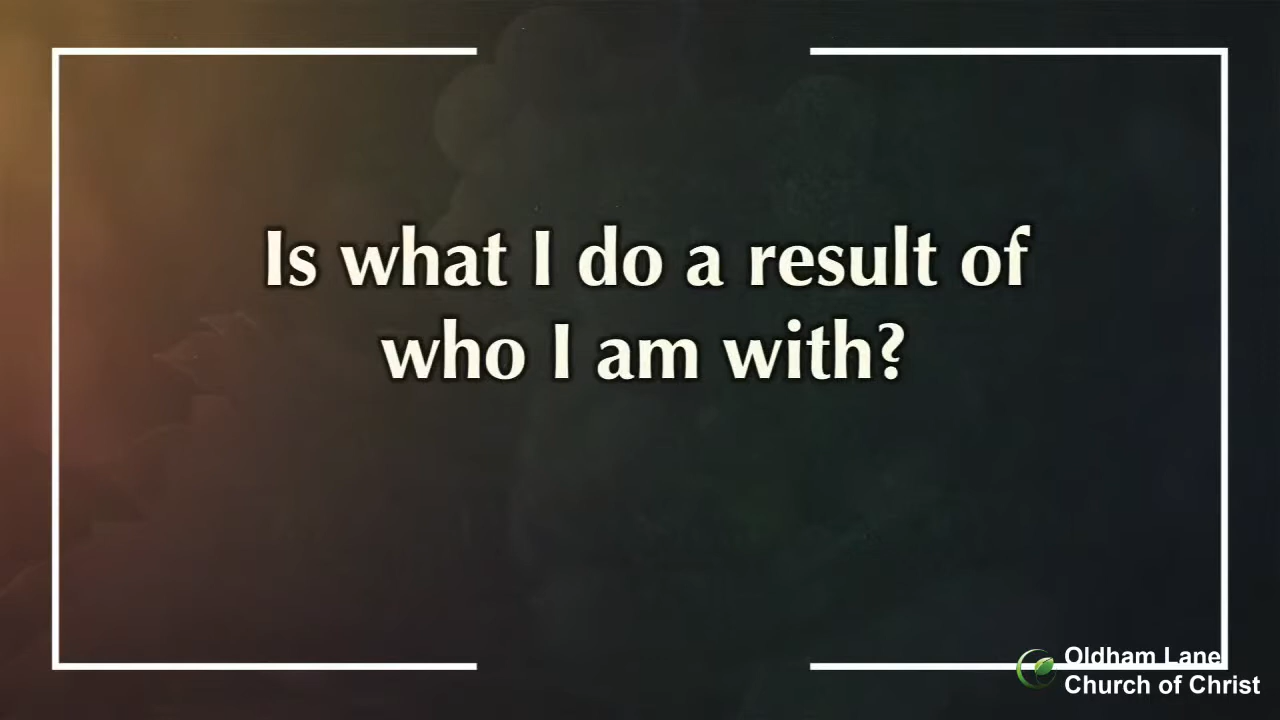 Is what I do a result of
who I am with?
Oldham Lane
Church of Christ